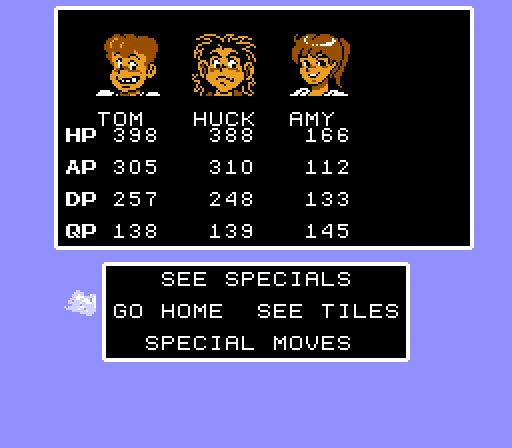 TOM HUCK AMY
HP 398 388 166
AP 305 310 112
DP 257 248 133
QP 138 139 145
SEE SPECIALS
GO HOME SEE TILES
SPECIAL MOVES